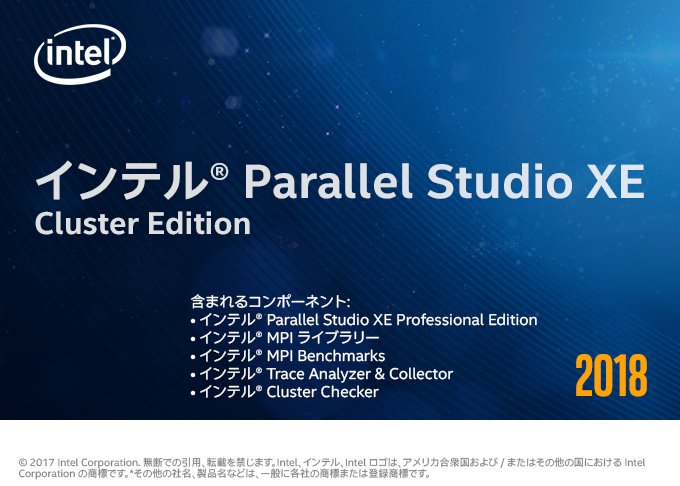 intel®
インテル® Parallel Studio XE
Cluster Edition
含まれるコンポーネント:
• インテル® Parallel Studio XE Professional Edition
• インテル® MPI ライブラリー
• インテル® MPI Benchmarks
• インテル® Trace Analyzer & Collector
• インテル® Cluster Checker
2018
© 2017 Intel Corporation. 無断での引用、転載を禁じます。Intel、インテル、Intel ロゴは、アメリカ合衆国および / またはその他の国における Intel
Corporation の商標です。*その他の社名、製品名などは、一般に各社の商標または登録商標です。